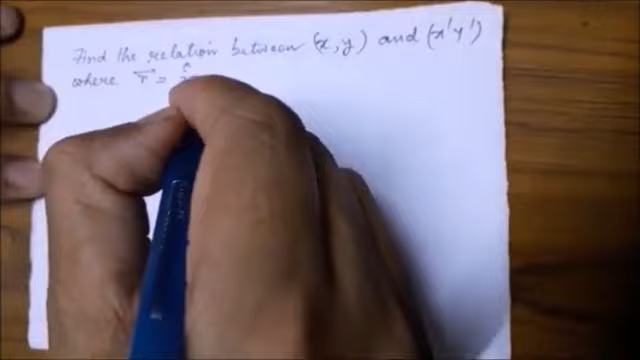 Find the relation between (x, y) and (x'y')
where r⃗ =